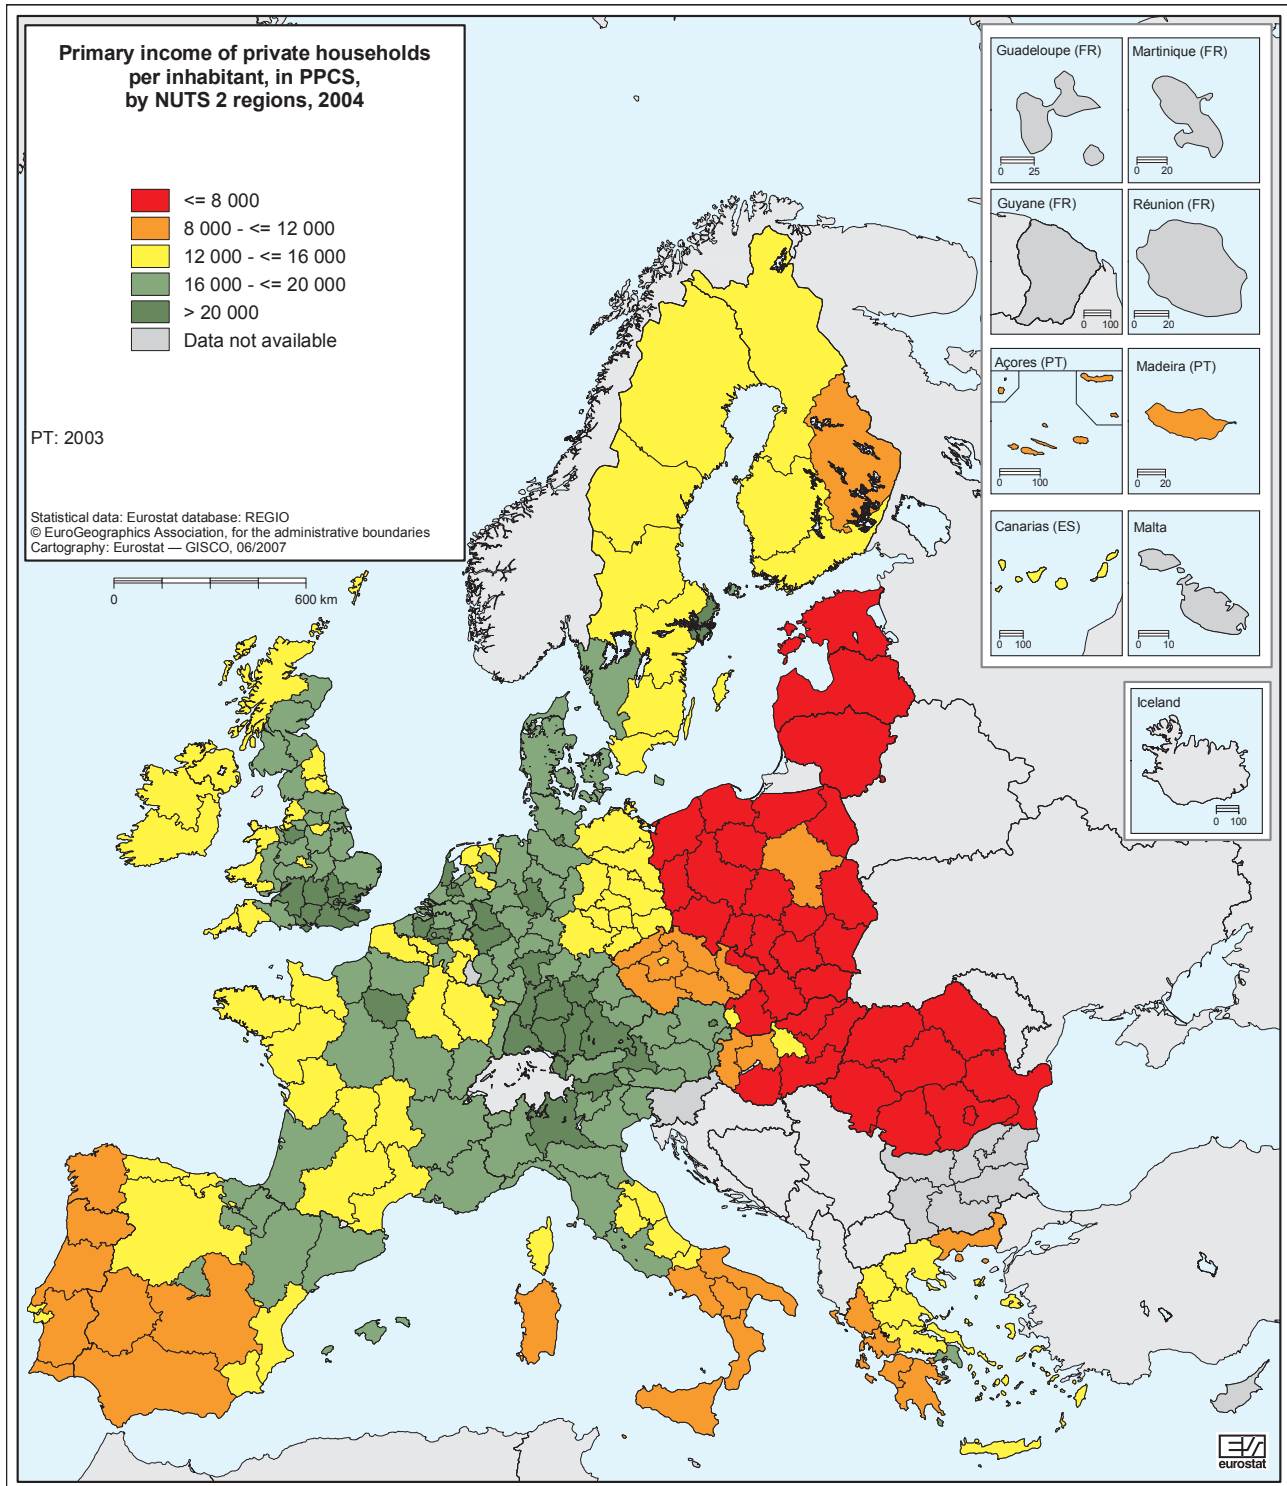 Primary income of private households
per inhabitant, in PPCS,
by NUTS 2 regions, 2004
<= 8 000
8 000 - <= 12 000
12 000 - <= 16 000
16 000 - <= 20 000
> 20 000
Data not available
PT: 2003
Statistical data: Eurostat database: REGIO
© EuroGeographics Association, for the administrative boundaries
Cartography: Eurostat — GISCO, 06/2007
0 600 km
Guadeloupe (FR)
0 25
Martinique (FR)
0 20
Guyane (FR)
0 100
Réunion (FR)
0 20
Açores (PT)
0 100
Madeira (PT)
0 20
Canarias (ES)
0 100
Malta
0 10
Iceland
0 100
eurostat